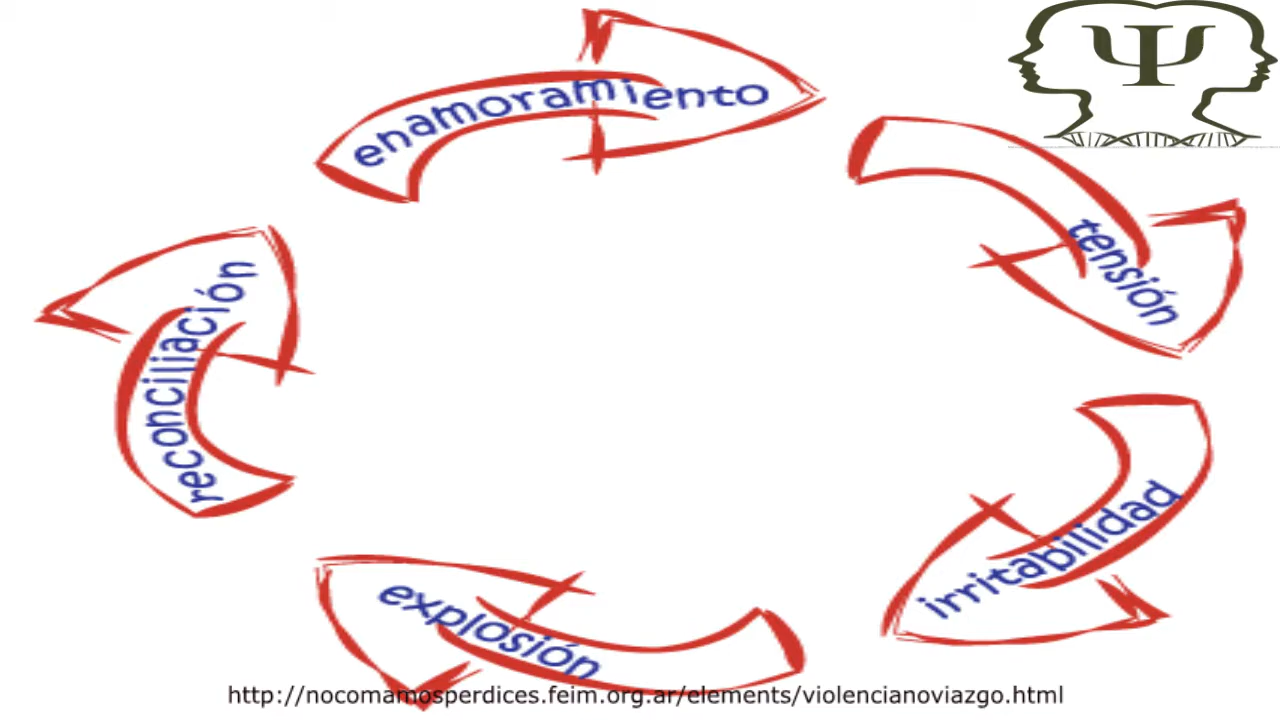 Ψ
enamoramiento
tensión
irritabilidad
explosión
reconciliación
http://nocomamosperdices.feim.org.ar/elements/violencianoviazgo.html